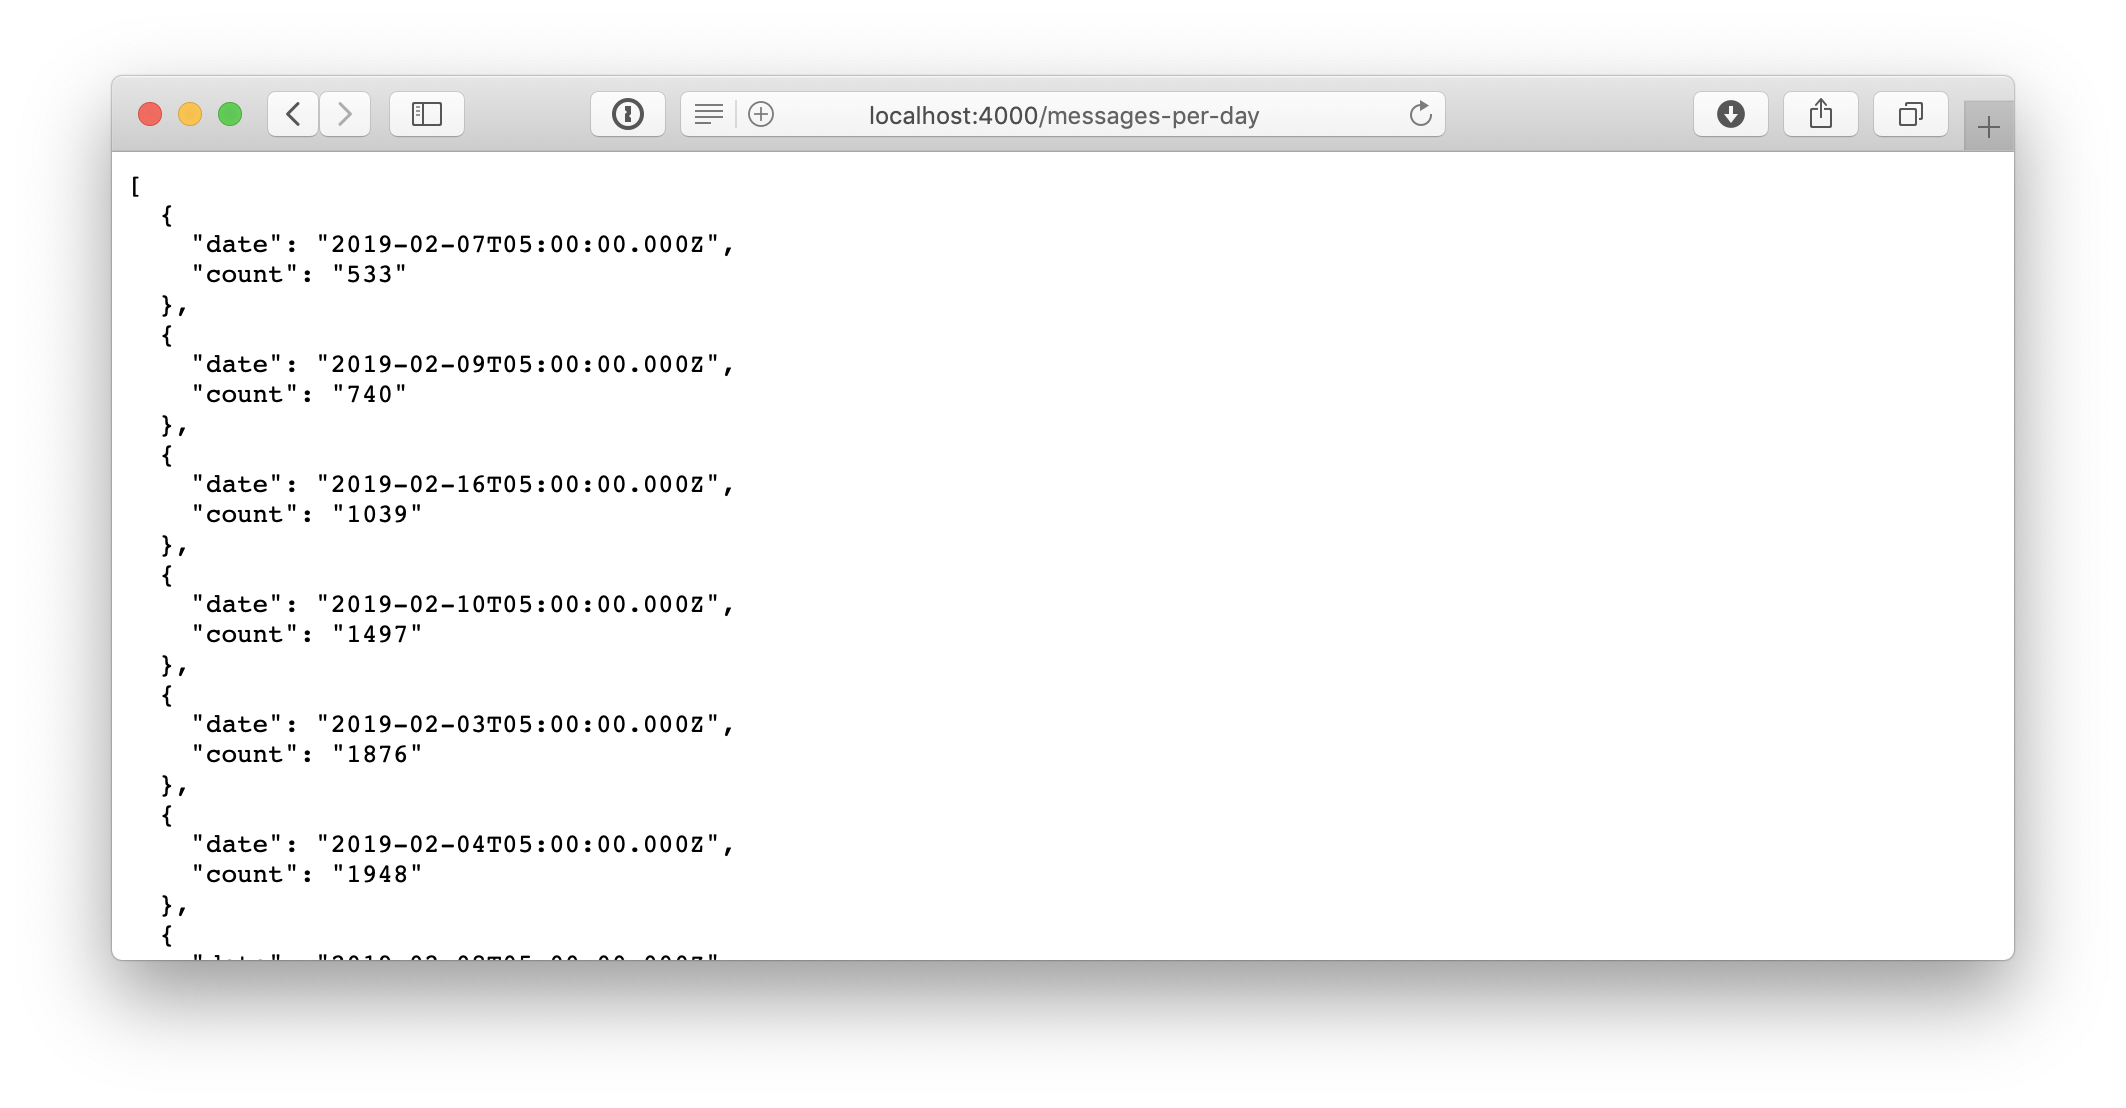 localhost:4000/messages-per-day
[
  {
    "date": "2019-02-07T05:00:00.000Z",
    "count": "533"
  },
  {
    "date": "2019-02-09T05:00:00.000Z",
    "count": "740"
  },
  {
    "date": "2019-02-16T05:00:00.000Z",
    "count": "1039"
  },
  {
    "date": "2019-02-10T05:00:00.000Z",
    "count": "1497"
  },
  {
    "date": "2019-02-03T05:00:00.000Z",
    "count": "1876"
  },
  {
    "date": "2019-02-04T05:00:00.000Z",
    "count": "1948"
  },
  {